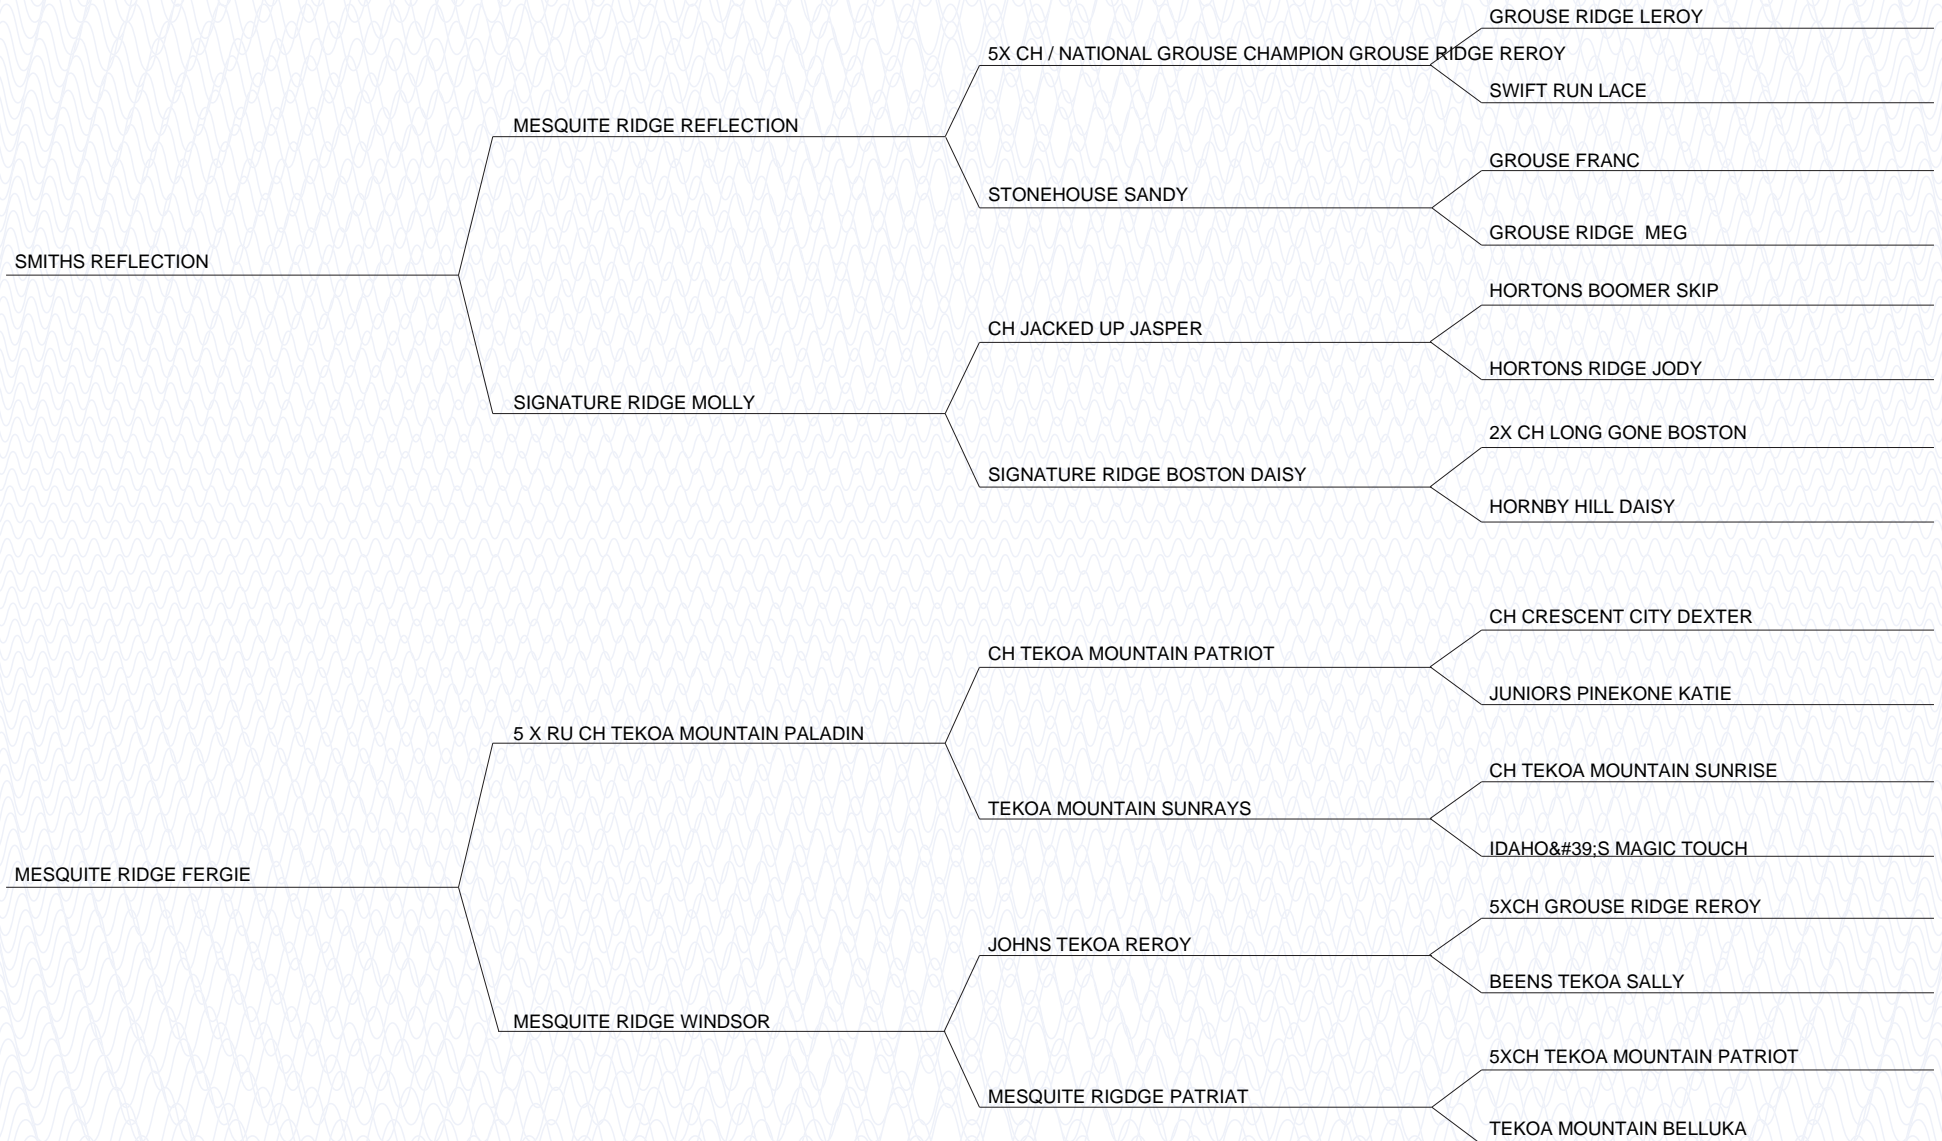 GROUSE RIDGE LEROY
5X CH / NATIONAL GROUSE CHAMPION GROUSE RIDGE REROY
SWIFT RUN LACE
MESQUITE RIDGE REFLECTION
GROUSE FRANC
STONEHOUSE SANDY
GROUSE RIDGE  MEG
SMITHS REFLECTION
HORTONS BOOMER SKIP
CH JACKED UP JASPER
HORTONS RIDGE JODY
SIGNATURE RIDGE MOLLY
2X CH LONG GONE BOSTON
SIGNATURE RIDGE BOSTON DAISY
HORNBY HILL DAISY
CH CRESCENT CITY DEXTER
CH TEKOA MOUNTAIN PATRIOT
JUNIORS PINEKONE KATIE
5 X RU CH TEKOA MOUNTAIN PALADIN
CH TEKOA MOUNTAIN SUNRISE
TEKOA MOUNTAIN SUNRAYS
IDAHO&#39;S MAGIC TOUCH
MESQUITE RIDGE FERGIE
5XCH GROUSE RIDGE REROY
JOHNS TEKOA REROY
BEENS TEKOA SALLY
MESQUITE RIDGE WINDSOR
5XCH TEKOA MOUNTAIN PATRIOT
MESQUITE RIGDGE PATRIAT
TEKOA MOUNTAIN BELLUKA